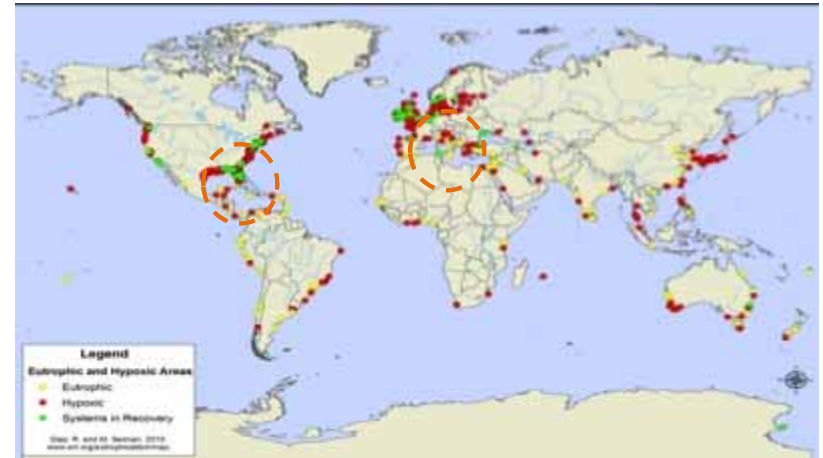 Legend
Eutrophic and Hypoxic Areas
Eutrophic
Hypoxic
Systems in Recovery
Diaz, R. and M. Selman, 2010